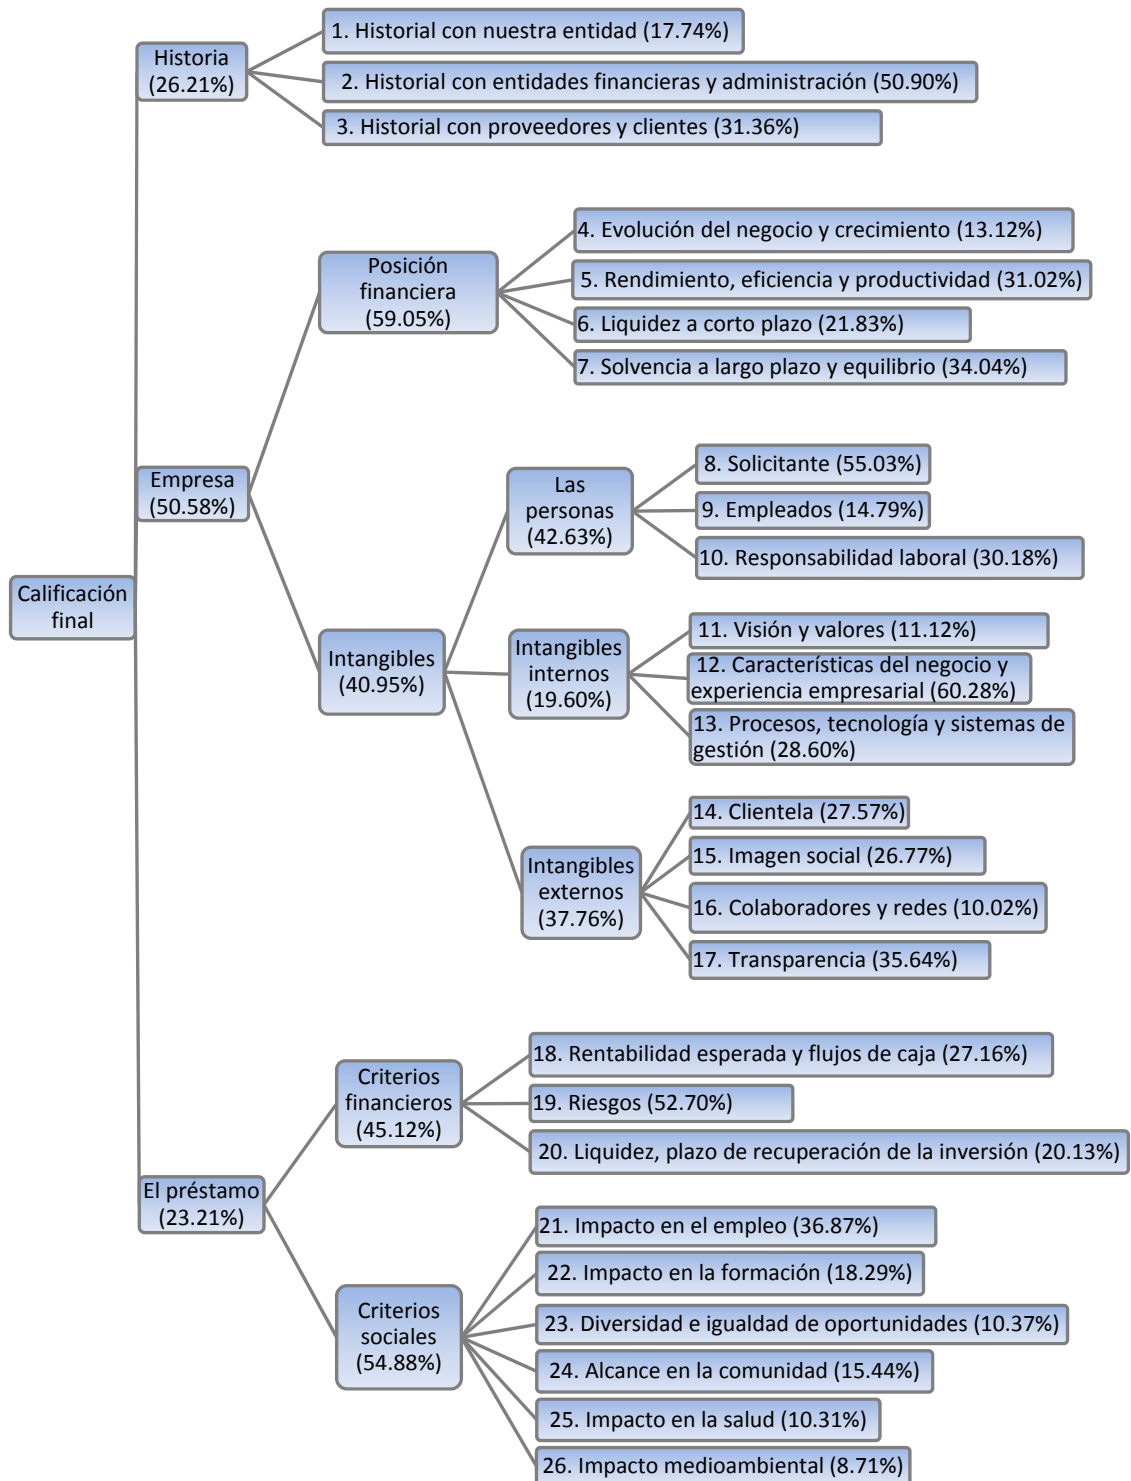 Calificación
final
Historia
(26.21%)
1. Historial con nuestra entidad (17.74%)
2. Historial con entidades financieras y administración (50.90%)
3. Historial con proveedores y clientes (31.36%)
Empresa
(50.58%)
Posición
financiera
(59.05%)
4. Evolución del negocio y crecimiento (13.12%)
5. Rendimiento, eficiencia y productividad (31.02%)
6. Liquidez a corto plazo (21.83%)
7. Solvencia a largo plazo y equilibrio (34.04%)
Intangibles
(40.95%)
Las
personas
(42.63%)
8. Solicitante (55.03%)
9. Empleados (14.79%)
10. Responsabilidad laboral (30.18%)
Intangibles
internos
(19.60%)
11. Visión y valores (11.12%)
12. Características del negocio y
experiencia empresarial (60.28%)
13. Procesos, tecnología y sistemas de
gestión (28.60%)
Intangibles
externos
(37.76%)
14. Clientela (27.57%)
15. Imagen social (26.77%)
16. Colaboradores y redes (10.02%)
17. Transparencia (35.64%)
El préstamo
(23.21%)
Criterios
financieros
(45.12%)
18. Rentabilidad esperada y flujos de caja (27.16%)
19. Riesgos (52.70%)
20. Liquidez, plazo de recuperación de la inversión (20.13%)
Criterios
sociales
(54.88%)
21. Impacto en el empleo (36.87%)
22. Impacto en la formación (18.29%)
23. Diversidad e igualdad de oportunidades (10.37%)
24. Alcance en la comunidad (15.44%)
25. Impacto en la salud (10.31%)
26. Impacto medioambiental (8.71%)